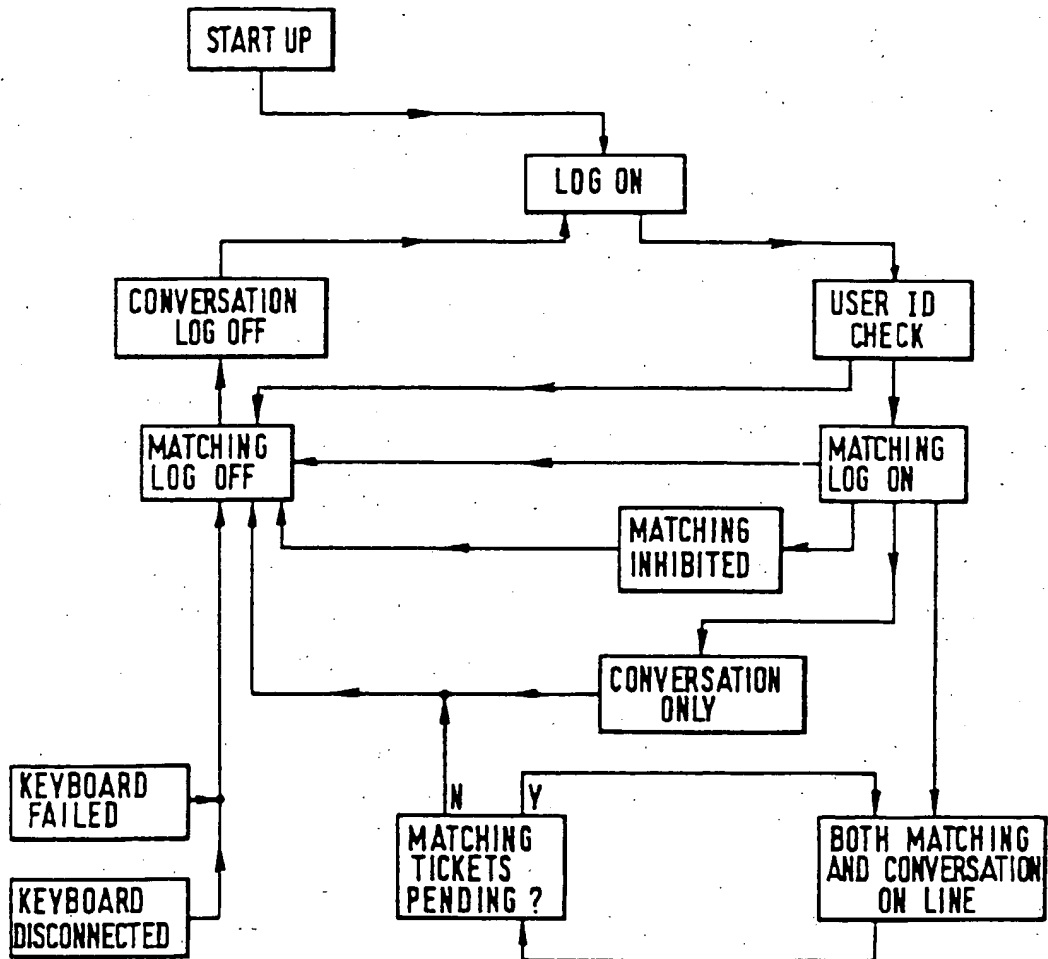 START UP
LOG ON
CONVERSATION
LOG OFF
USER ID
CHECK
MATCHING
LOG OFF
MATCHING
LOG ON
MATCHING
INHIBITED
CONVERSATION
ONLY
KEYBOARD
FAILED
N
Y
MATCHING
TICKETS
PENDING ?
BOTH MATCHING
AND CONVERSATION
ON LINE
KEYBOARD
DISCONNECTED